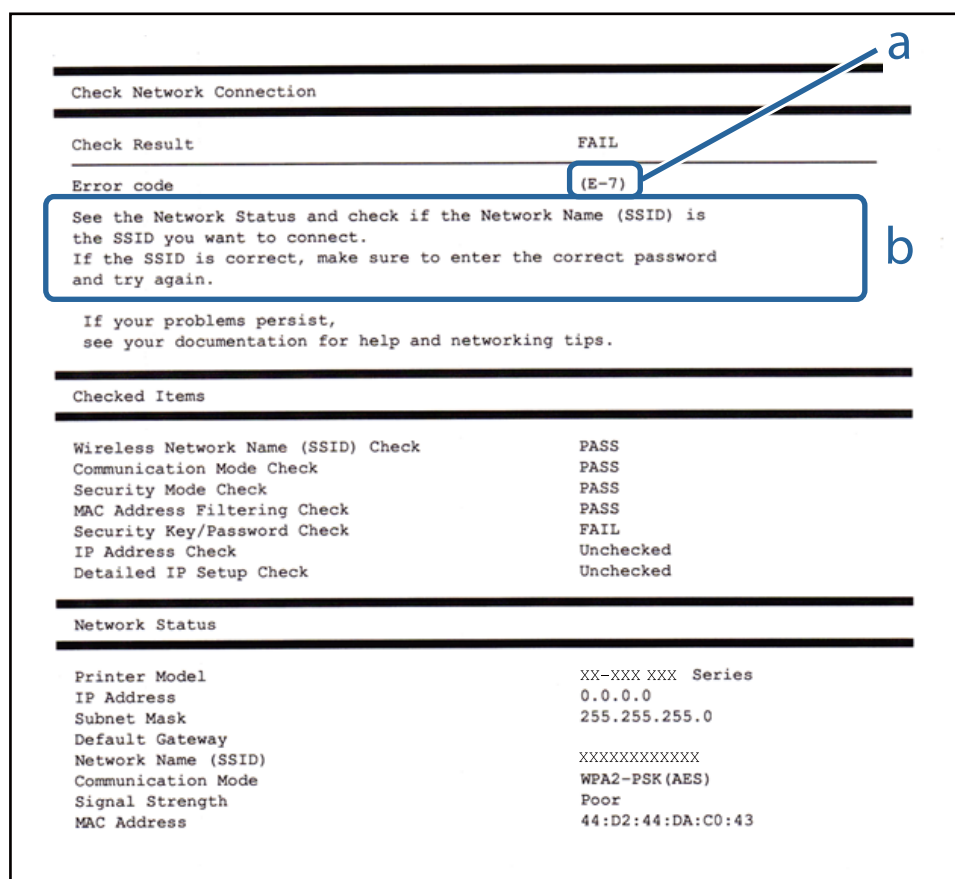 a
Check Network Connection
Check Result FAIL
Error code (E-7)
See the Network Status and check if the Network Name (SSID) is
the SSID you want to connect.
If the SSID is correct, make sure to enter the correct password
and try again.
b
If your problems persist,
see your documentation for help and networking tips.
Checked Items
Wireless Network Name (SSID) Check PASS
Communication Mode Check PASS
Security Mode Check PASS
MAC Address Filtering Check PASS
Security Key/Password Check FAIL
IP Address Check Unchecked
Detailed IP Setup Check Unchecked
Network Status
Printer Model XX-XXX XXX Series
IP Address 0.0.0.0
Subnet Mask 255.255.255.0
Default Gateway
Network Name (SSID) XXXXXXXXXXXX
Communication Mode WPA2-PSK(AES)
Signal Strength Poor
MAC Address 44:D2:44:DA:C0:43